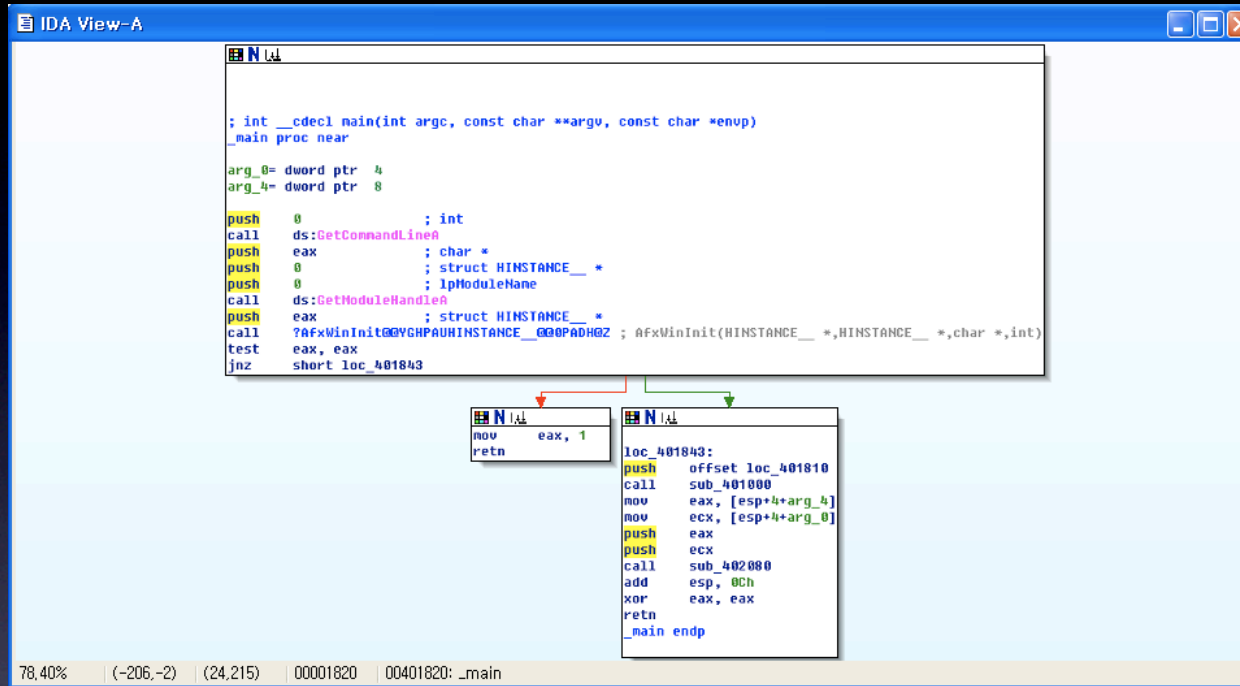 IDA View-A
N
; int __cdecl main(int argc, const char **argv, const char *envp)
_main proc near
arg_0= dword ptr  4
arg_4= dword ptr  8
push    0               ; int
call    ds:GetCommandLineA
push    eax             ; char *
push    0               ; struct HINSTANCE__ *
push    0               ; lpModuleName
call    ds:GetModuleHandleA
push    eax             ; struct HINSTANCE__ *
call    ?AfxWinInit@@YGHPAUHINSTANCE__@@0PADH@Z ; AfxWinInit(HINSTANCE__ *,HINSTANCE__ *,char *,int)
test    eax, eax
jnz     short loc_401843
N
mov     eax, 1
retn
N
loc_401843:
push    offset loc_401810
call    sub_401000
mov     eax, [esp+4+arg_4]
mov     ecx, [esp+4+arg_0]
push    eax
push    ecx
call    sub_402080
add     esp, 0Ch
xor     eax, eax
retn
_main endp
78,40% (-206,-2) (24,215) 00001820 00401820: _main